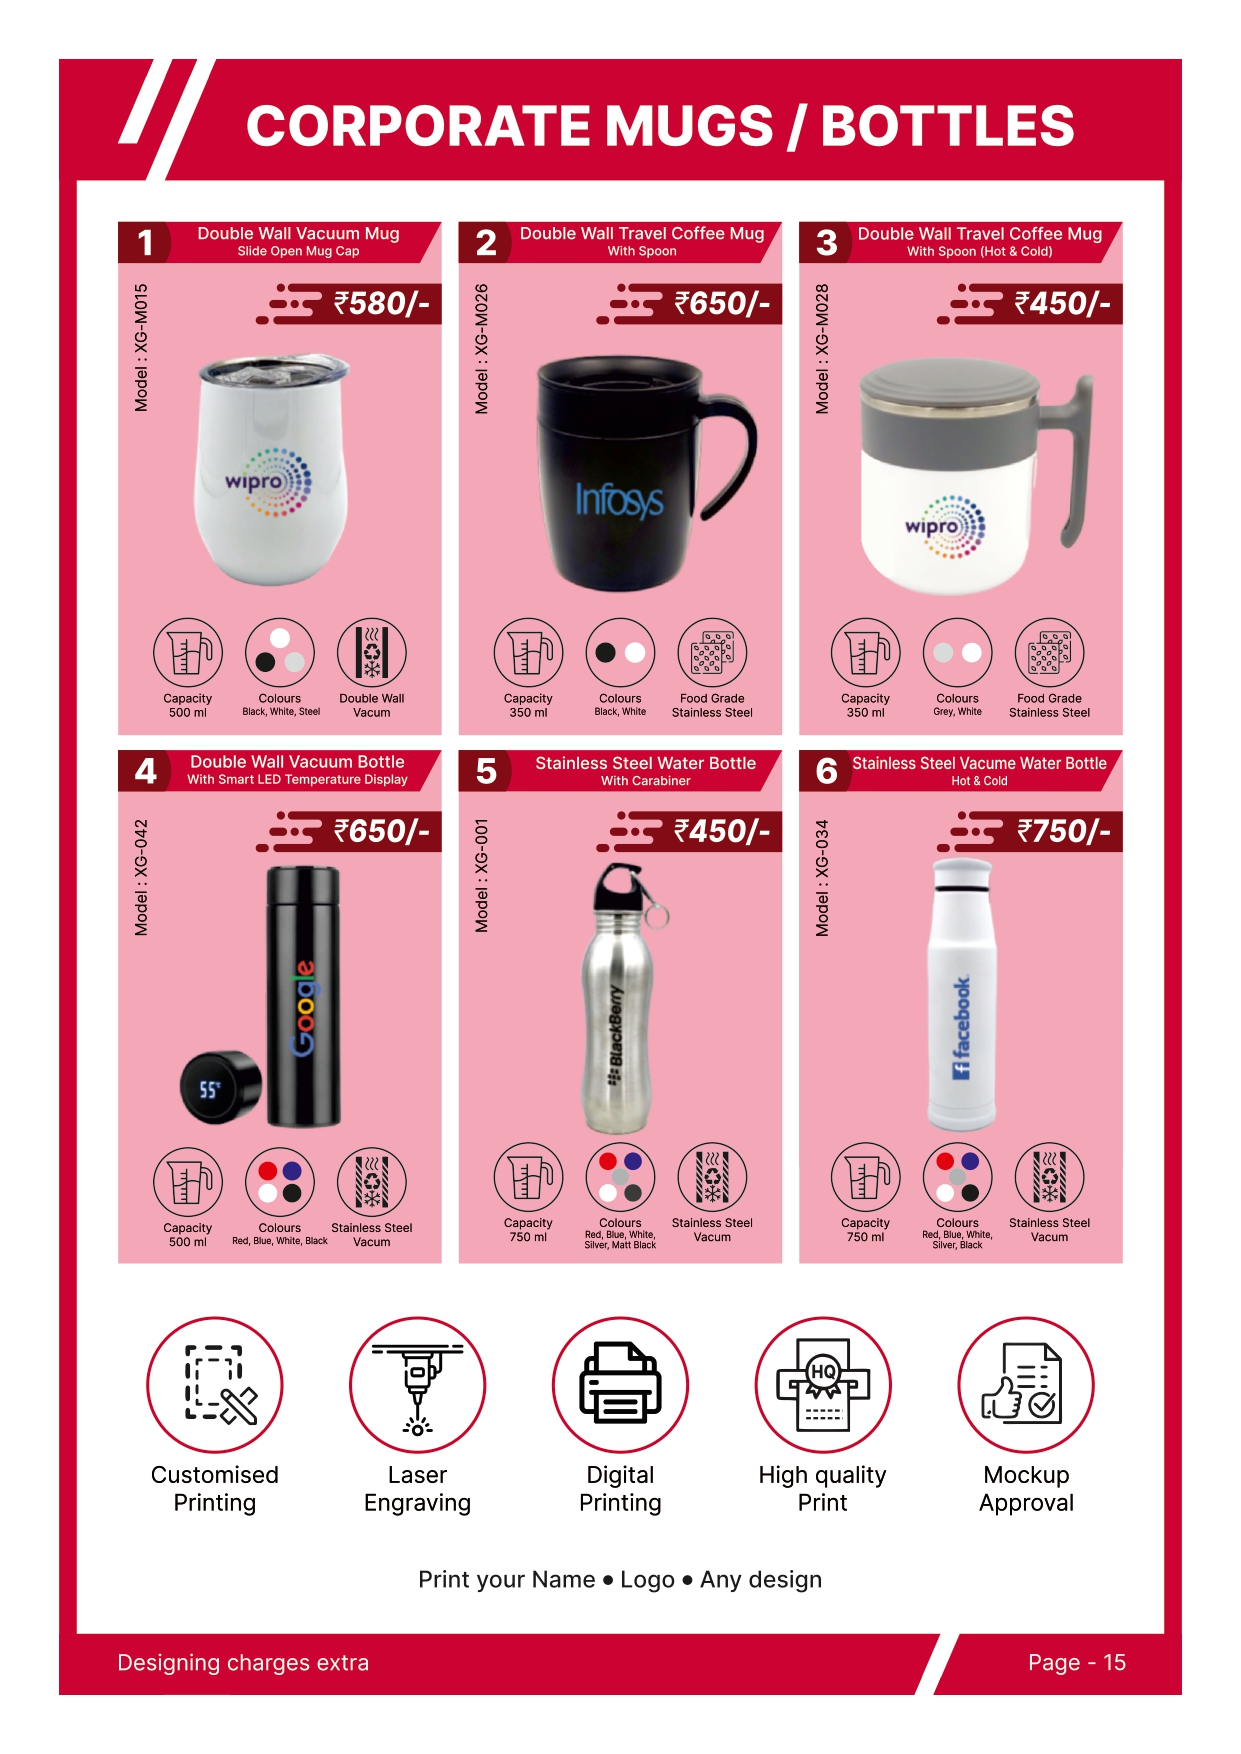 CORPORATE MUGS / BOTTLES
1
Double Wall Vacuum Mug
Slide Open Mug Cap
Model : XG-M015
₹580/-
wipro
Capacity
500 ml
Colours
Black, White, Steel
Double Wall
Vacum
2
Double Wall Travel Coffee Mug
With Spoon
Model : XG-M026
₹650/-
Infosys
Capacity
350 ml
Colours
Black, White
Food Grade
Stainless Steel
3
Double Wall Travel Coffee Mug
With Spoon (Hot & Cold)
Model : XG-M028
₹450/-
wipro
Capacity
350 ml
Colours
Grey, White
Food Grade
Stainless Steel
4
Double Wall Vacuum Bottle
With Smart LED Temperature Display
Model : XG-042
₹650/-
Google
55°c
Capacity
500 ml
Colours
Red, Blue, White, Black
Stainless Steel
Vacum
5
Stainless Steel Water Bottle
With Carabiner
Model : XG-001
₹450/-
BlackBerry
Capacity
750 ml
Colours
Red, Blue, White,
Silver, Matt Black
Stainless Steel
Vacum
6
Stainless Steel Vacume Water Bottle
Hot & Cold
Model : XG-034
₹750/-
f facebook
Capacity
750 ml
Colours
Red, Blue, White,
Silver, Black
Stainless Steel
Vacum
Customised
Printing
Laser
Engraving
Digital
Printing
HQ
High quality
Print
Mockup
Approval
Print your Name • Logo • Any design
Designing charges extra
Page - 15